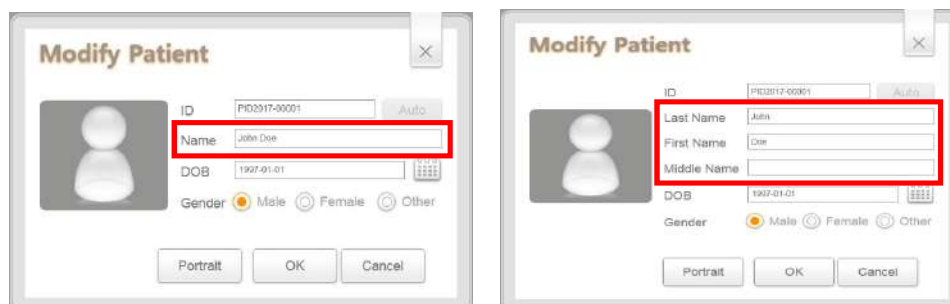 Modify Patient
ID PID2017-00001 Auto
Name John Doe
DOB 1997-01-01
Gender Male Female Other
Portrait OK Cancel
Modify Patient
ID PID2017-00001 Auto
Last Name John
First Name Doe
Middle Name
DOB 1997-01-01
Gender Male Female Other
Portrait OK Cancel